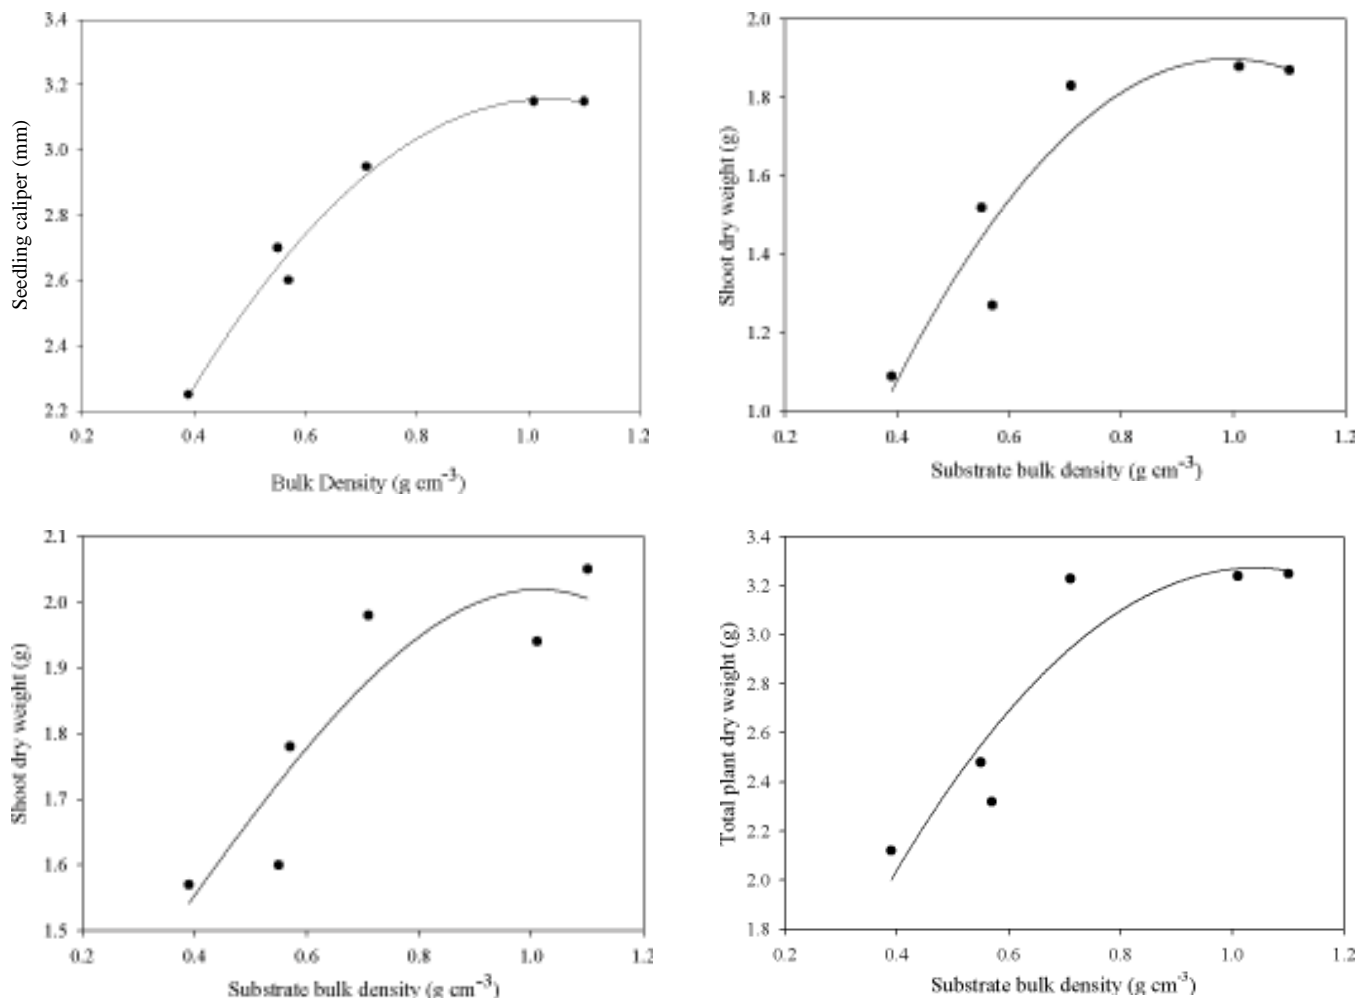 3.4
3.2
3.0
2.8
2.6
2.4
2.2
Seedling caliper (mm)
0.2 0.4 0.6 0.8 1.0 1.2
Bulk Density (g cm⁻³)
2.0
1.8
1.6
1.4
1.2
1.0
Shoot dry weight (g)
0.2 0.4 0.6 0.8 1.0 1.2
Substrate bulk density (g cm⁻³)
2.1
2.0
1.9
1.8
1.7
1.6
1.5
Shoot dry weight (g)
0.2 0.4 0.6 0.8 1.0 1.2
Substrate bulk density (g cm⁻³)
3.4
3.2
3.0
2.8
2.6
2.4
2.2
2.0
1.8
Total plant dry weight (g)
0.2 0.4 0.6 0.8 1.0 1.2
Substrate bulk density (g cm⁻³)